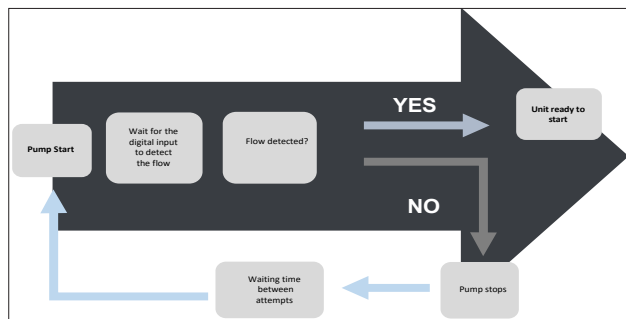 Pump Start
Wait for the
digital input
to detect
the flow
Flow detected?
YES
NO
Unit ready to
start
Pump stops
Waiting time
between
attempts